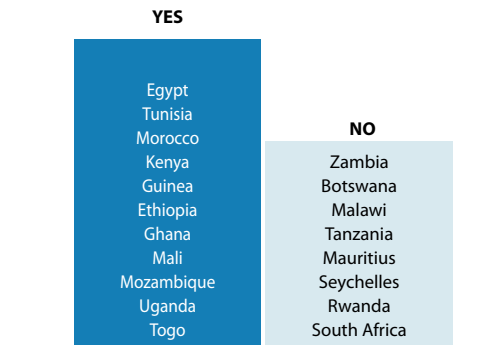 YES
Egypt
Tunisia
Morocco
Kenya
Guinea
Ethiopia
Ghana
Mali
Mozambique
Uganda
Togo
NO
Zambia
Botswana
Malawi
Tanzania
Mauritius
Seychelles
Rwanda
South Africa